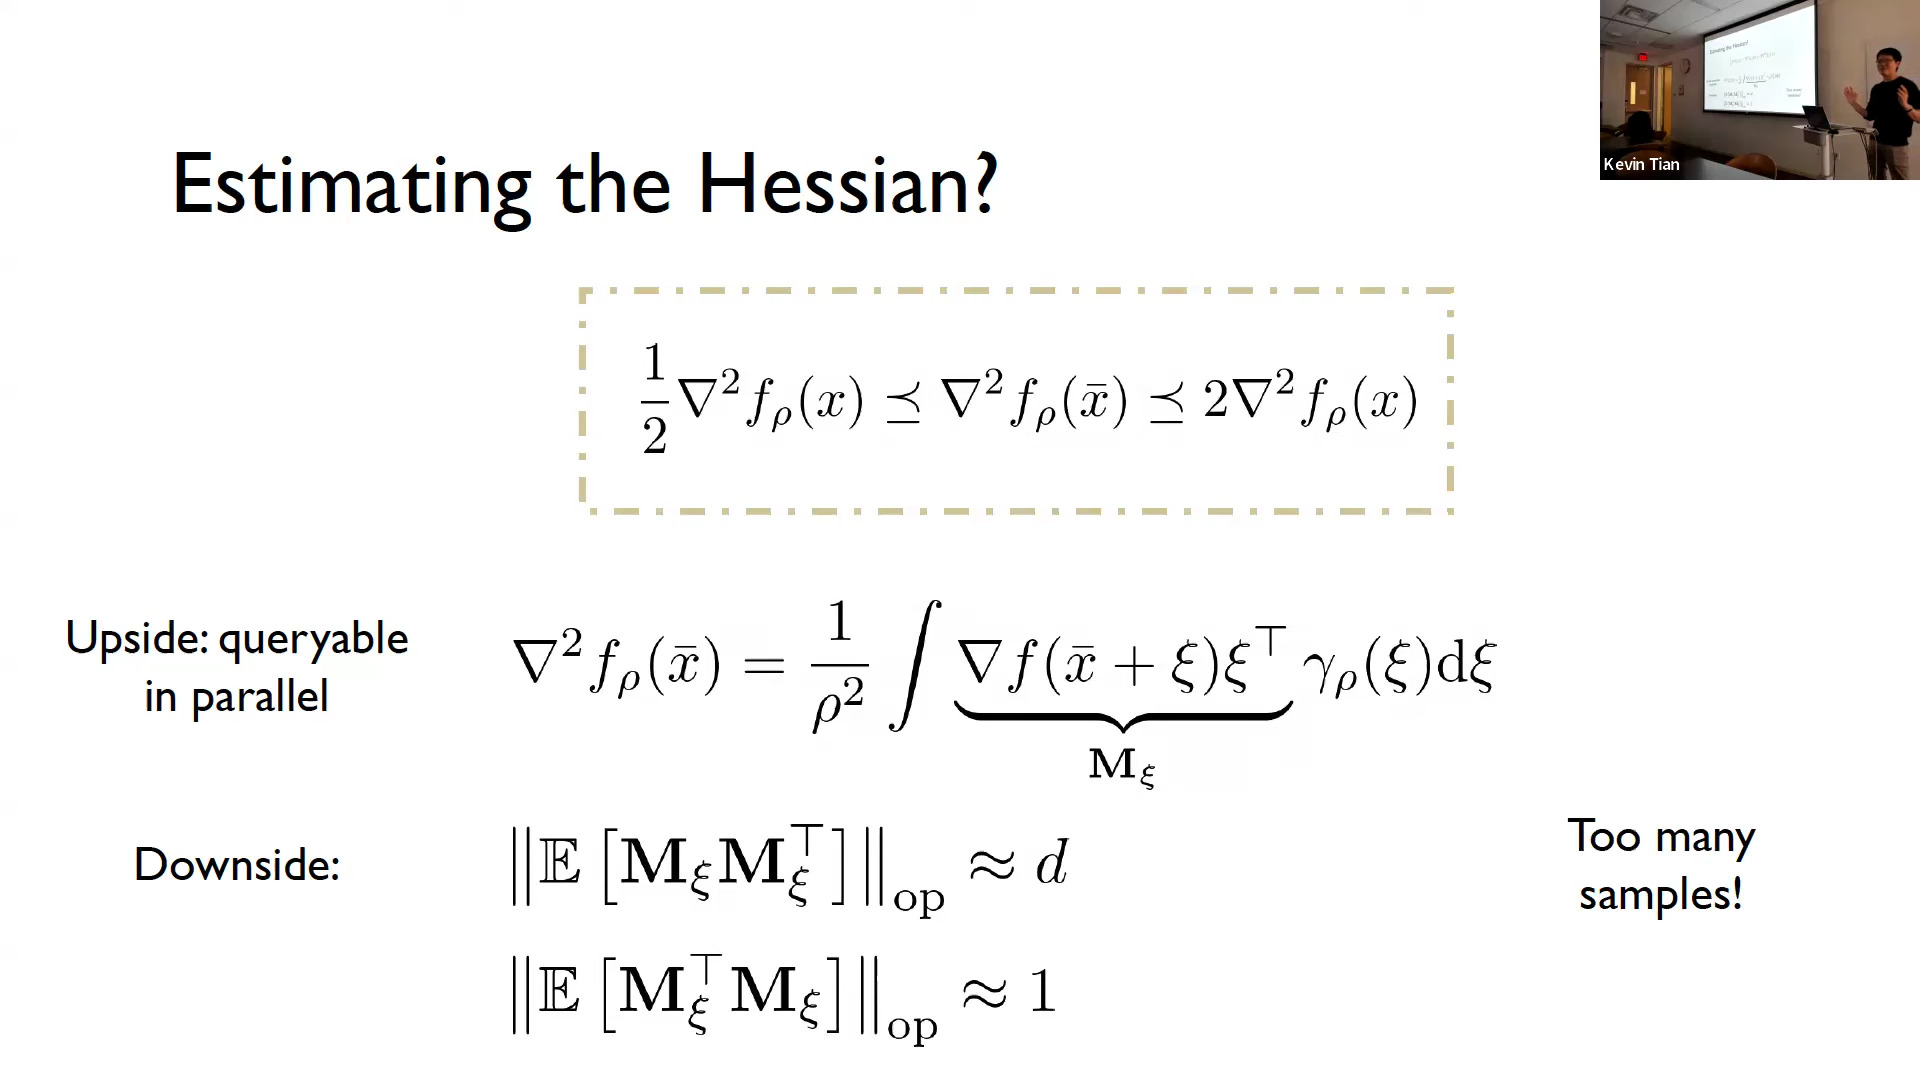 Kevin Tian
Estimating the Hessian?
½∇²f_ρ(x) ⪯ ∇²f_ρ(x̄) ⪯ 2∇²f_ρ(x)
Upside: queryable
in parallel
∇²f_ρ(x̄) = 1/ρ² ∫ ∇f(x̄ + ξ)ξ^⊤ γ_ρ(ξ)dξ
M_ξ
Downside:
‖𝔼[M_ξ M_ξ^⊤]‖_op ≈ d
Too many
samples!
‖𝔼[M_ξ^⊤ M_ξ]‖_op ≈ 1